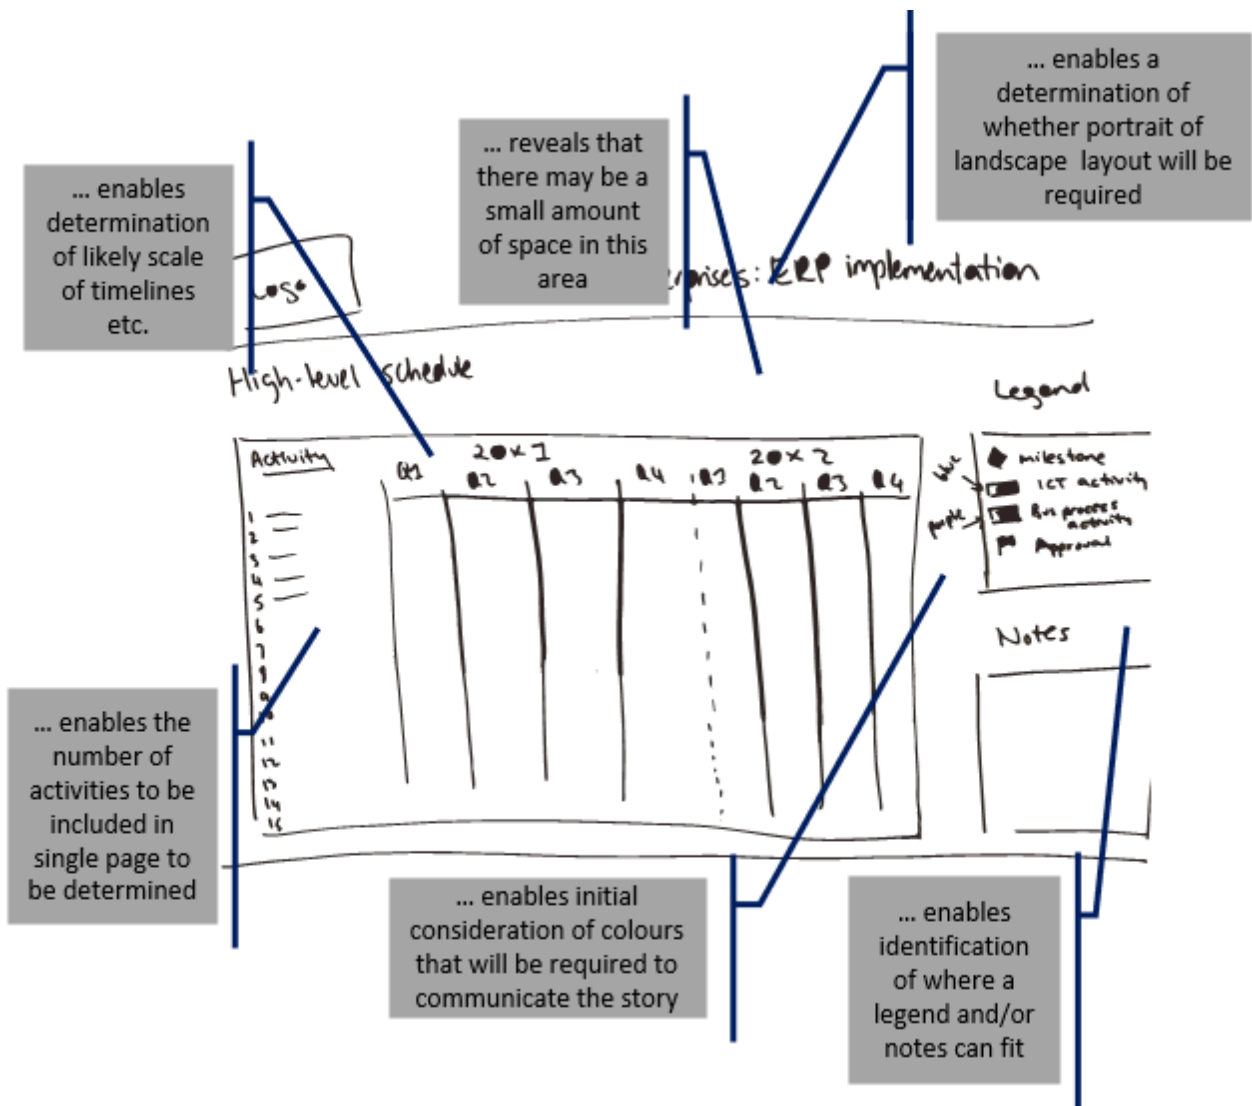 ... enables a
determination of
whether portrait of
landscape layout will be
required
... reveals that
there may be a
small amount
of space in this
area
... enables
determination
of likely scale
of timelines
etc.
erprises: ERP implementation
High-level schedule
Legend
Activity
20x1
20x2
Q1 Q2 Q3 Q4 Q1 Q2 Q3 Q4
milestone
blue
ICT activity
purple
Bus process
activity
Approval
1
2
3
4
5
6
7
8
9
10
11
12
13
14
15
Notes
... enables the
number of
activities to be
included in
single page to
be determined
... enables initial
consideration of colours
that will be required to
communicate the story
... enables
identification
of where a
legend and/or
notes can fit